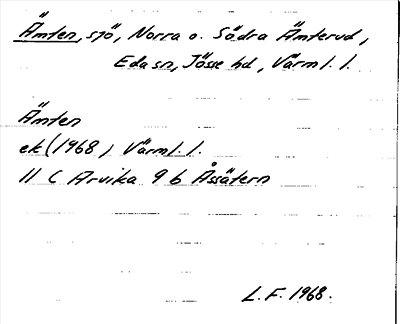 Ämten, sjö, Norra o. Södra Ämterud,
Eda sn, Jösse hd, Värml. l.
Ämten
ek (1968) Värml. l.
11 C Arvika 9 b Åssätern
L. F. 1968.